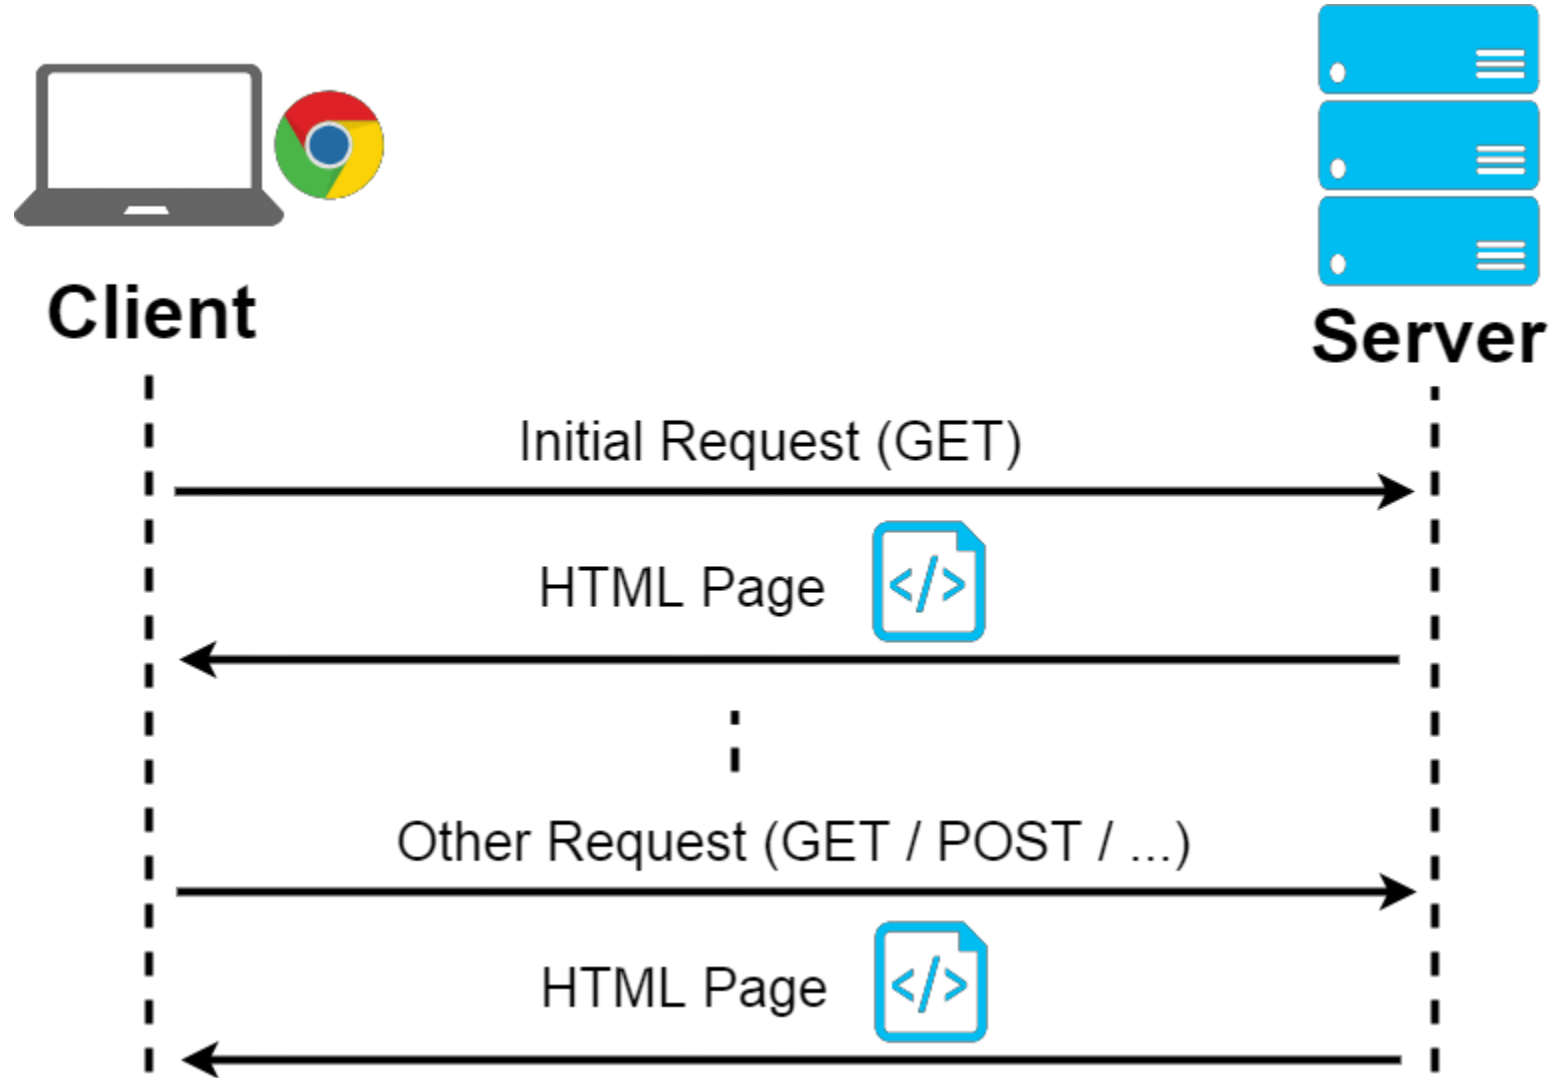 Client
Server
Initial Request (GET)
HTML Page
</>
Other Request (GET / POST / ...)
HTML Page
</>